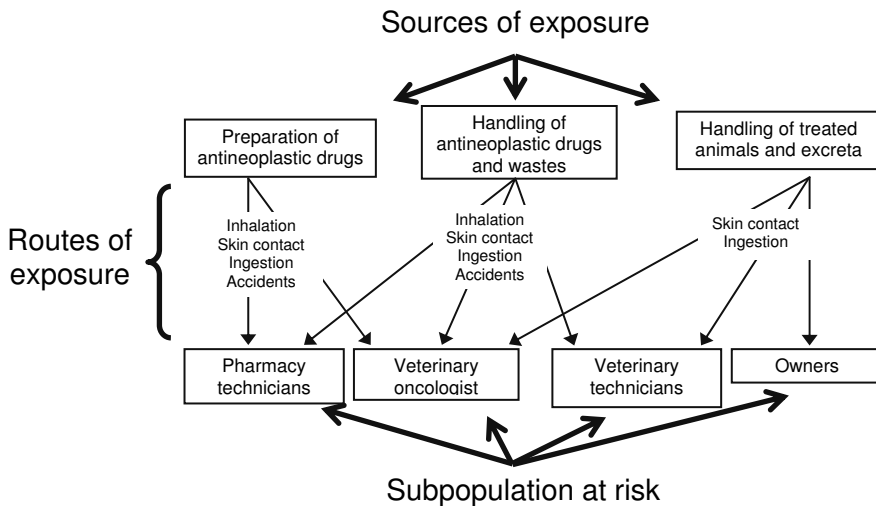 Sources of exposure
Preparation of
antineoplastic drugs
Handling of
antineoplastic drugs
and wastes
Handling of treated
animals and excreta
Routes of
exposure
Inhalation
Skin contact
Ingestion
Accidents
Inhalation
Skin contact
Ingestion
Accidents
Skin contact
Ingestion
Pharmacy
technicians
Veterinary
oncologist
Veterinary
technicians
Owners
Subpopulation at risk